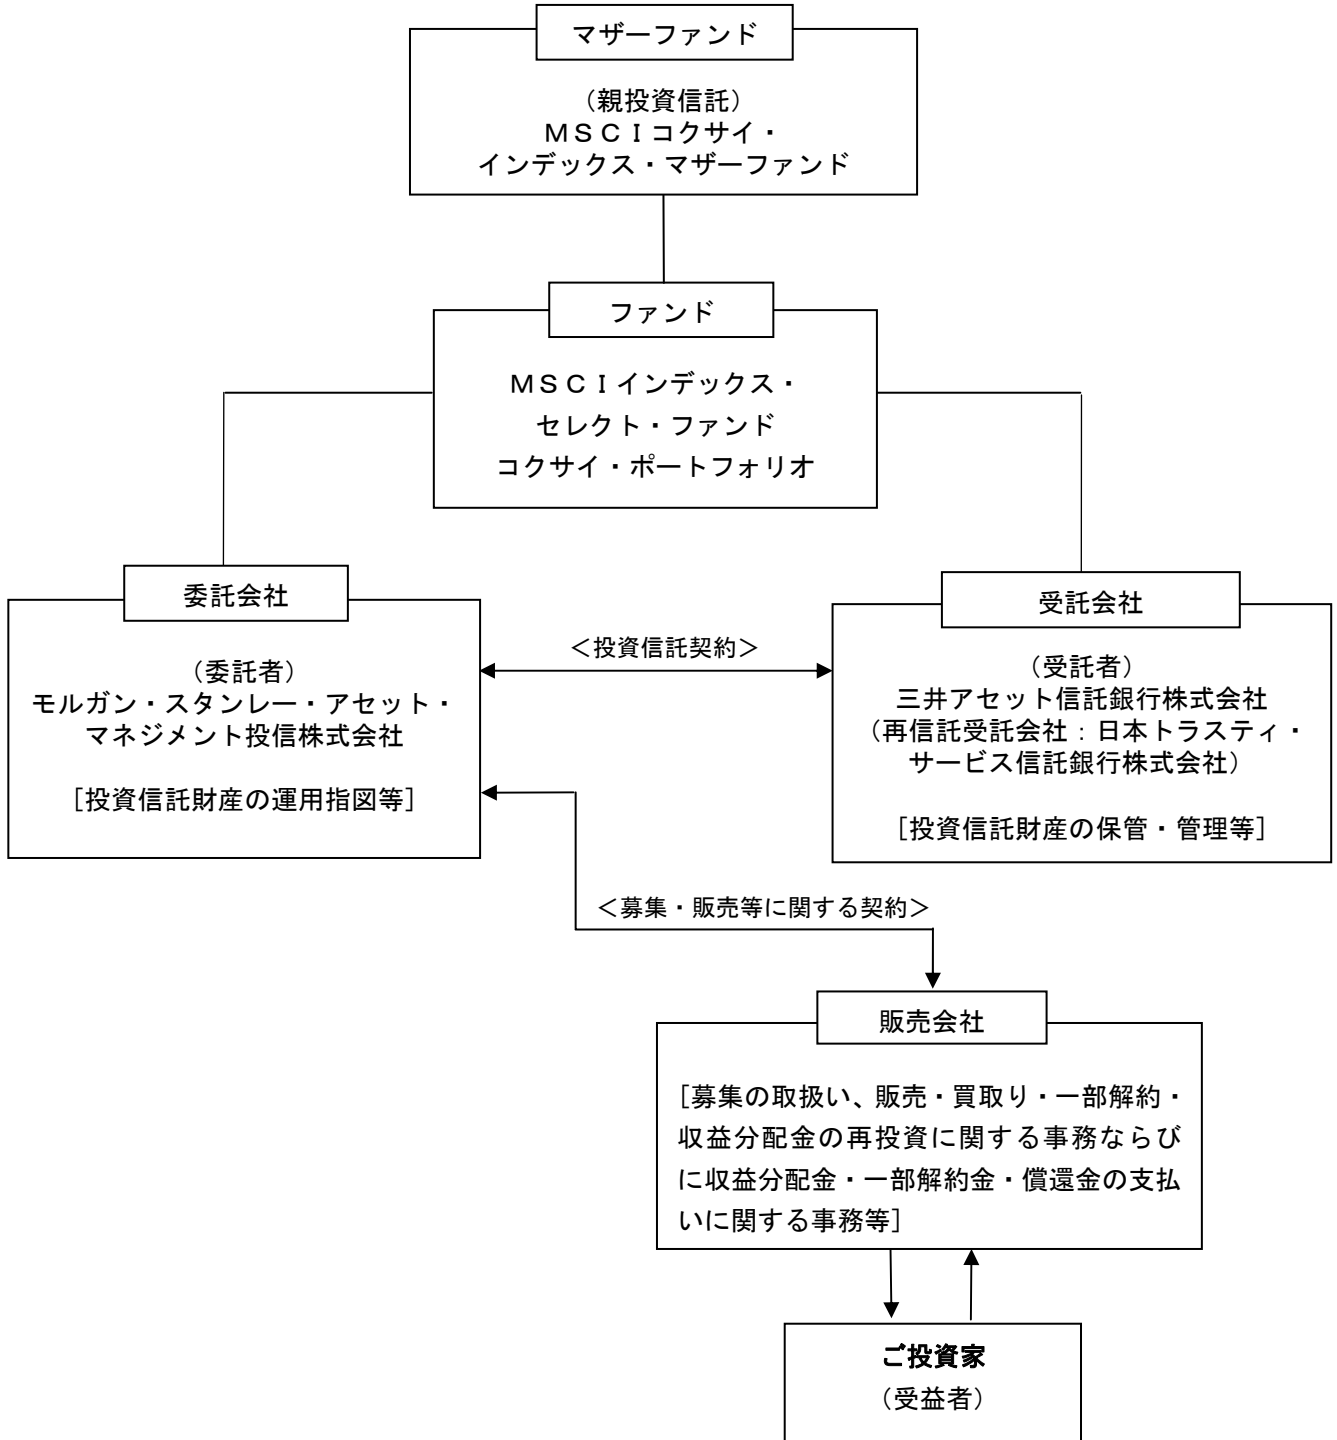 マザーファンド
（親投資信託）
ＭＳＣＩコクサイ・
インデックス・マザーファンド
ファンド
ＭＳＣＩインデックス・
セレクト・ファンド
コクサイ・ポートフォリオ
委託会社
（委託者）
モルガン・スタンレー・アセット・
マネジメント投信株式会社
［投資信託財産の運用指図等］
＜投資信託契約＞
受託会社
（受託者）
三井アセット信託銀行株式会社
（再信託受託会社：日本トラスティ・
サービス信託銀行株式会社）
［投資信託財産の保管・管理等］
＜募集・販売等に関する契約＞
販売会社
［募集の取扱い、販売・買取り・一部解約・
収益分配金の再投資に関する事務ならび
に収益分配金・一部解約金・償還金の支払
いに関する事務等］
ご投資家
（受益者）